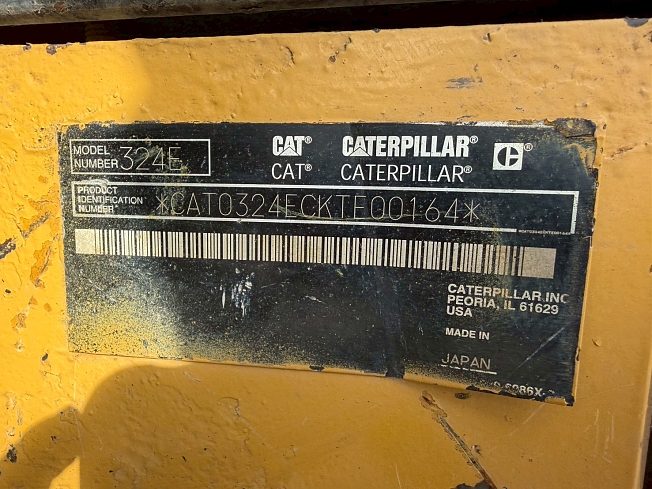 MODEL NUMBER 324E
CAT® CATERPILLAR® C®
CAT® CATERPILLAR®
PRODUCT IDENTIFICATION NUMBER *CAT0324ECKTE00164*
CATERPILLAR INC
PEORIA, IL 61629
USA
MADE IN
JAPAN